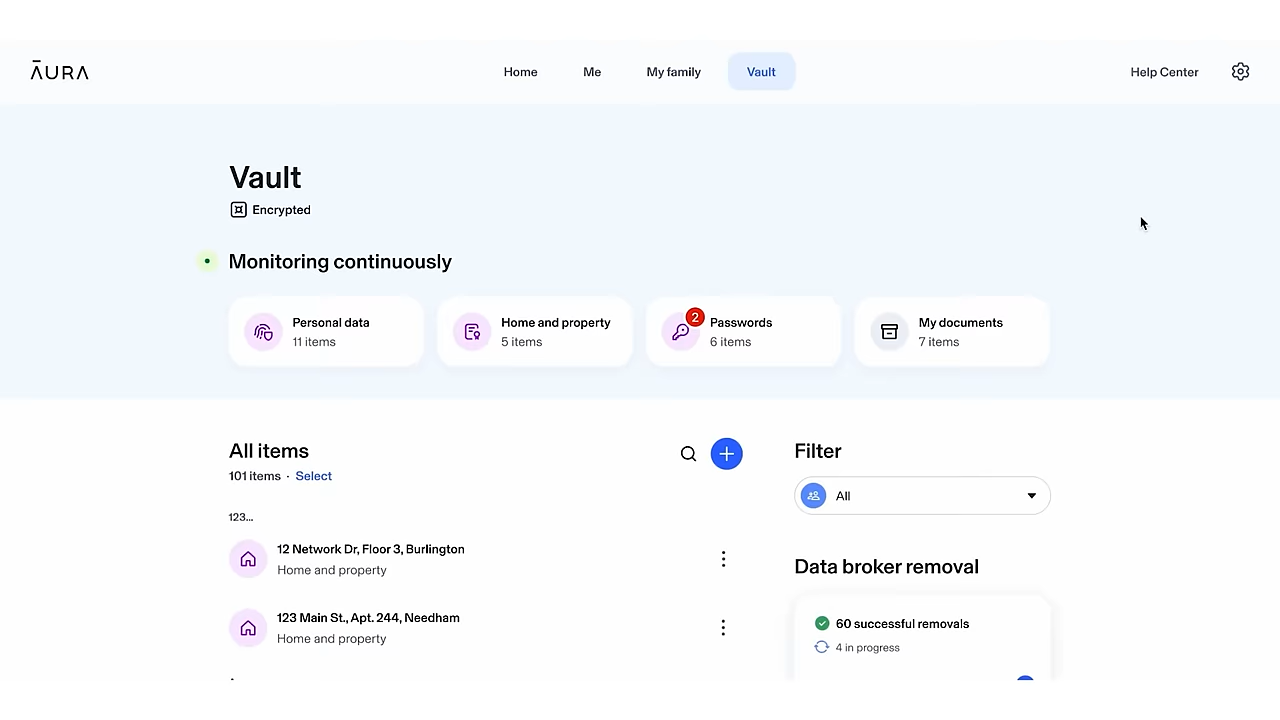 ĀURA
Home
Me
My family
Vault
Help Center
Vault
Encrypted
Monitoring continuously
Personal data
11 items
Home and property
5 items
2
Passwords
6 items
My documents
7 items
All items
101 items · Select
123...
12 Network Dr, Floor 3, Burlington
Home and property
123 Main St., Apt. 244, Needham
Home and property
Filter
All
Data broker removal
60 successful removals
4 in progress